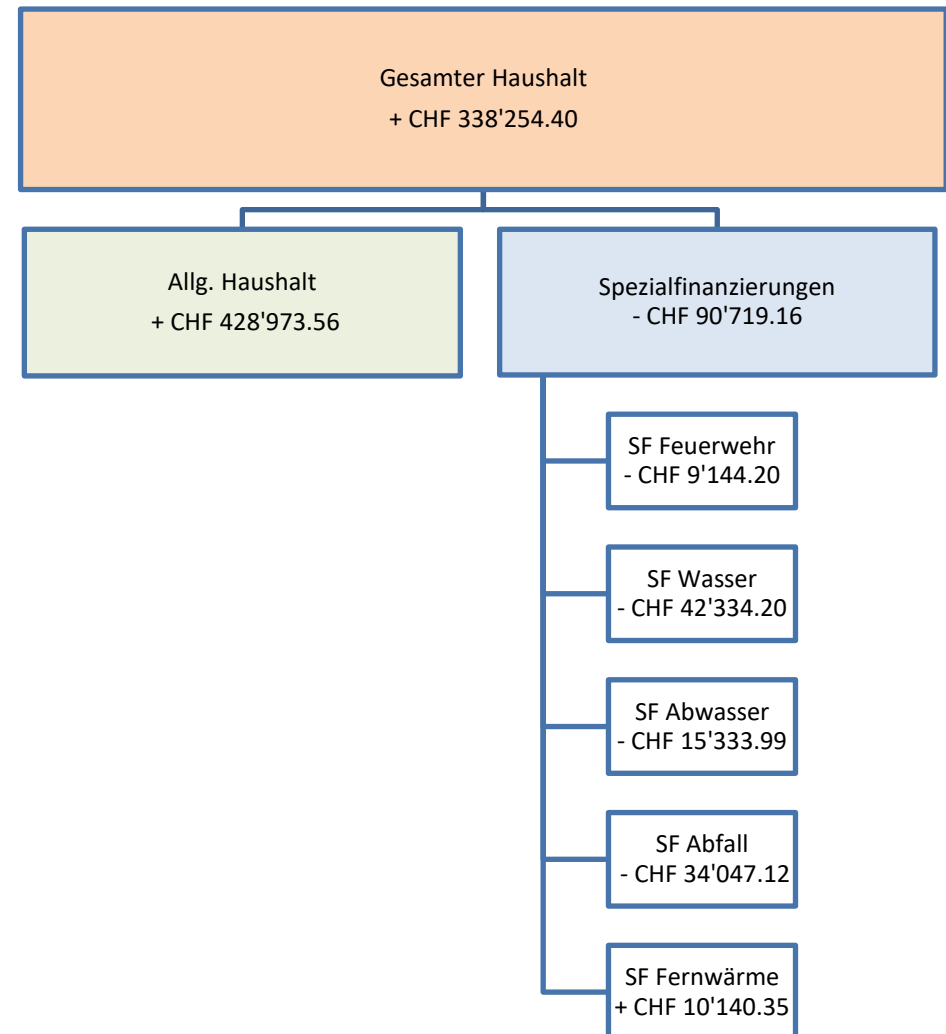 Gesamter Haushalt
+ CHF 338'254.40
Allg. Haushalt
+ CHF 428'973.56
Spezialfinanzierungen
- CHF 90'719.16
SF Feuerwehr
- CHF 9'144.20
SF Wasser
- CHF 42'334.20
SF Abwasser
- CHF 15'333.99
SF Abfall
- CHF 34'047.12
SF Fernwärme
+ CHF 10'140.35